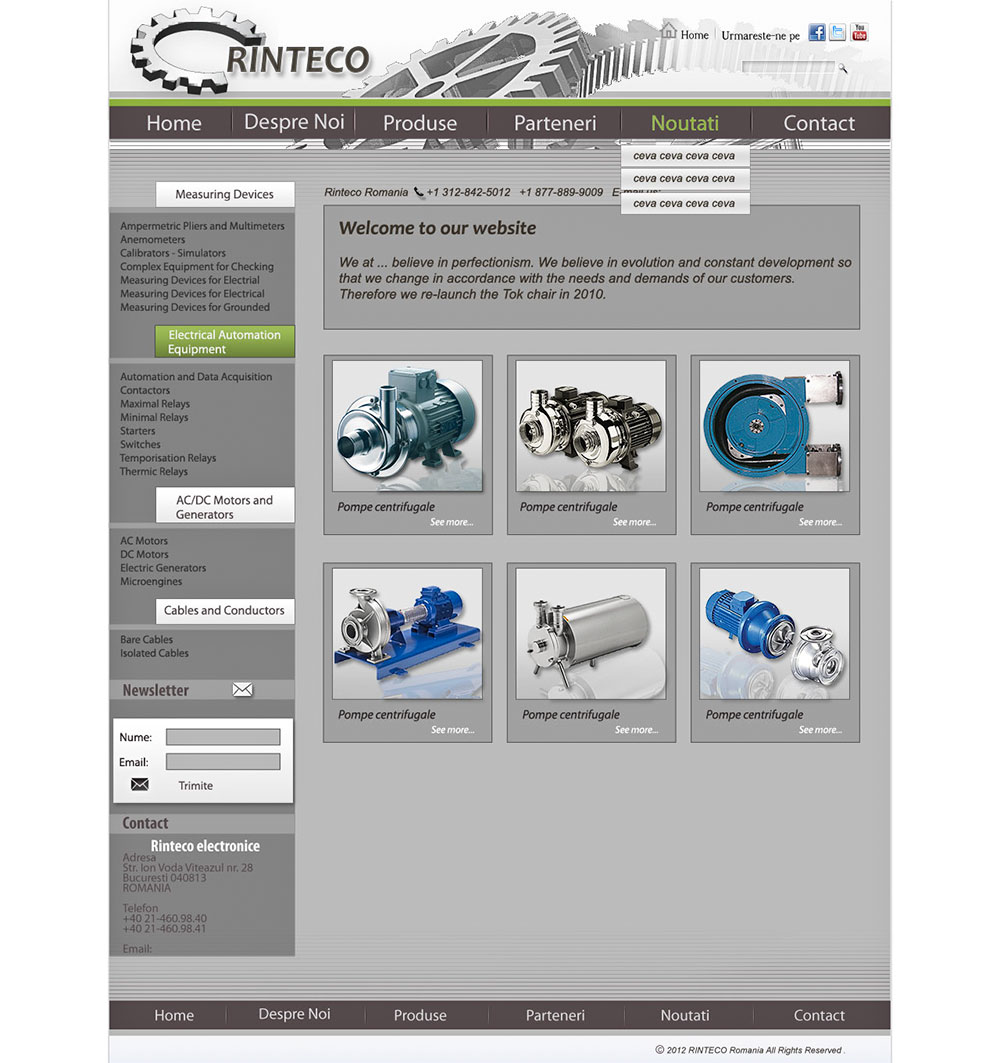 RINTECO
Home
Urmareste-ne pe
You
Tube
Home
Despre Noi
Produse
Parteneri
Noutati
Contact
ceva ceva ceva ceva
ceva ceva ceva ceva
ceva ceva ceva ceva
Measuring Devices
Ampermetric Pliers and Multimeters
Anemometers
Calibrators - Simulators
Complex Equipment for Checking
Measuring Devices for Electrial
Measuring Devices for Electrical
Measuring Devices for Grounded
Electrical Automation
Equipment
Automation and Data Acquisition
Contactors
Maximal Relays
Minimal Relays
Starters
Switches
Temporisation Relays
Thermic Relays
AC/DC Motors and
Generators
AC Motors
DC Motors
Electric Generators
Microengines
Cables and Conductors
Bare Cables
Isolated Cables
Newsletter
Nume:
Email:
Trimite
Contact
Rinteco electronice
Adresa
Str. Ion Voda Viteazul nr. 28
Bucuresti 040813
ROMANIA
Telefon
+40 21-460.98.40
+40 21-460.98.41
Email:
Rinteco Romania +1 312-842-5012 +1 877-889-9009 E-mail us:
Welcome to our website
We at ... believe in perfectionism. We believe in evolution and constant development so
that we change in accordance with the needs and demands of our customers.
Therefore we re-launch the Tok chair in 2010.
Pompe centrifugale
See more...
Pompe centrifugale
See more...
Pompe centrifugale
See more...
Pompe centrifugale
See more...
Pompe centrifugale
See more...
Pompe centrifugale
See more...
Home
Despre Noi
Produse
Parteneri
Noutati
Contact
© 2012 RINTECO Romania All Rights Reserved .